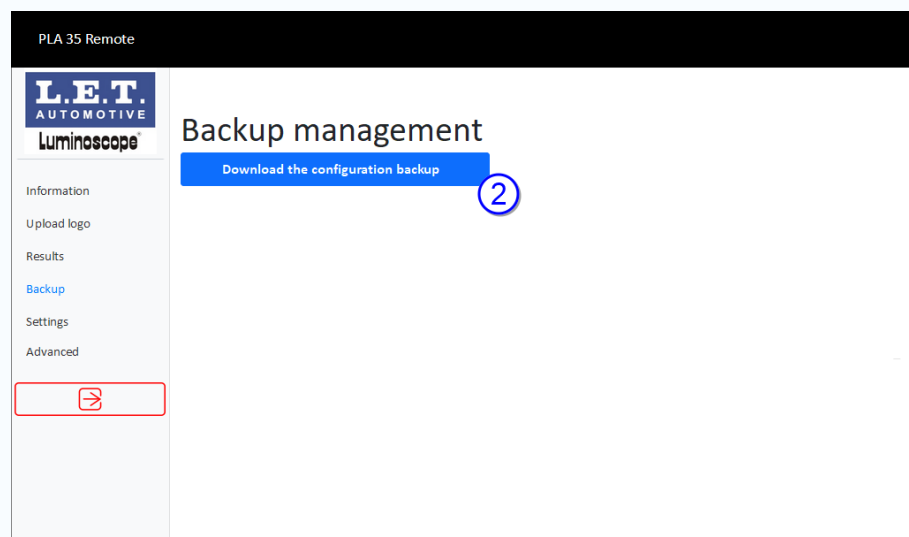 PLA 35 Remote
L.E.T.
AUTOMOTIVE
Luminoscope®
Information
Upload logo
Results
Backup
Settings
Advanced
Backup management
Download the configuration backup
2